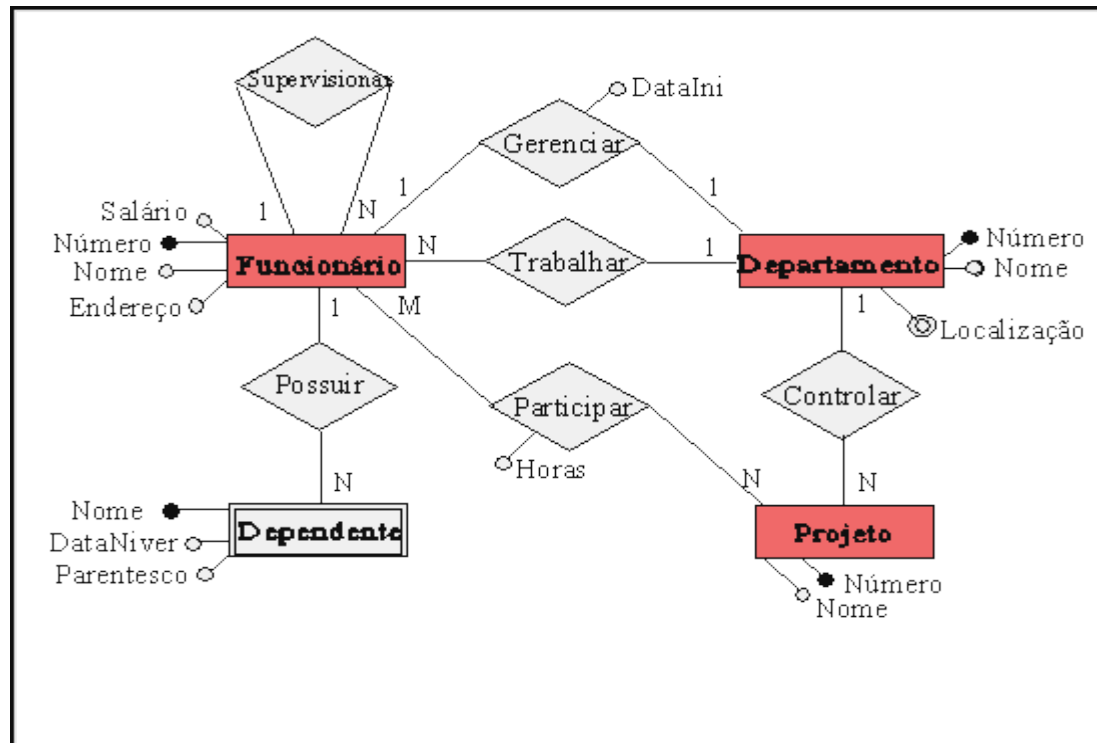 Supervisionar
DataIni
Gerenciar
1
1
Salário
1
N
Número
Nome
Endereço
Funcionário
N
Trabalhar
1
Departamento
Número
Nome
Localização
1
M
1
Possuir
Participar
Horas
Controlar
N
N
N
Nome
DataNiver
Parentesco
Dependente
Projeto
Número
Nome